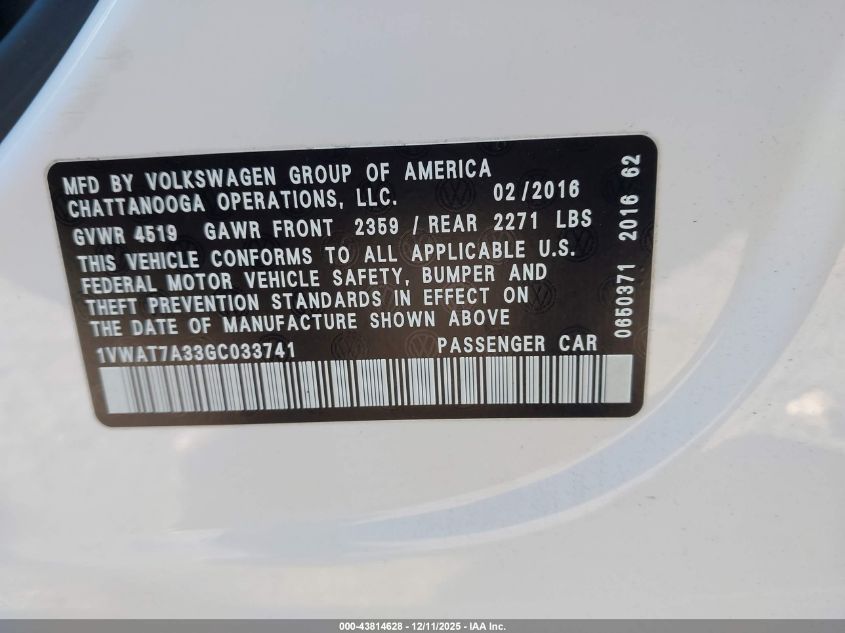 MFD BY VOLKSWAGEN GROUP OF AMERICA
CHATTANOOGA OPERATIONS, LLC. 02/2016
GVWR 4519 GAWR FRONT 2359 / REAR 2271 LBS
THIS VEHICLE CONFORMS TO ALL APPLICABLE U.S.
FEDERAL MOTOR VEHICLE SAFETY, BUMPER AND
THEFT PREVENTION STANDARDS IN EFFECT ON
THE DATE OF MANUFACTURE SHOWN ABOVE
1VWAT7A33GC033741 PASSENGER CAR
0650371 2016 62
000-43814628 - 12/11/2025 - IAA Inc.